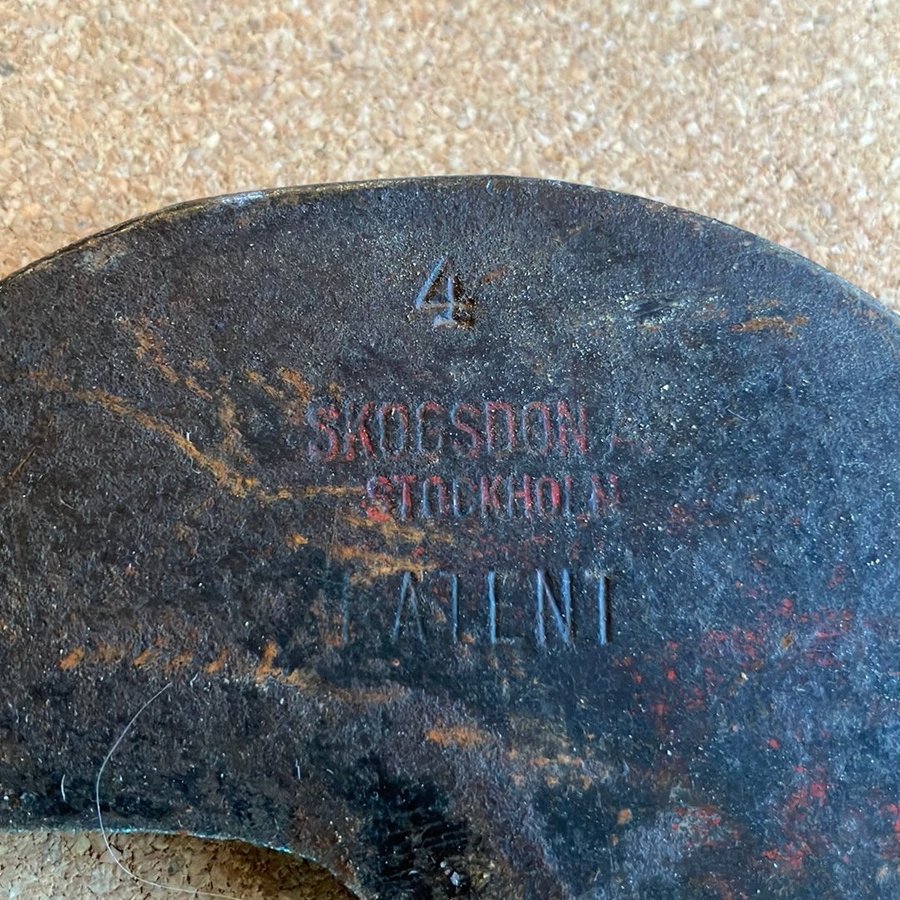 4
SKOGSDON A
STOCKHOLM
PATENT